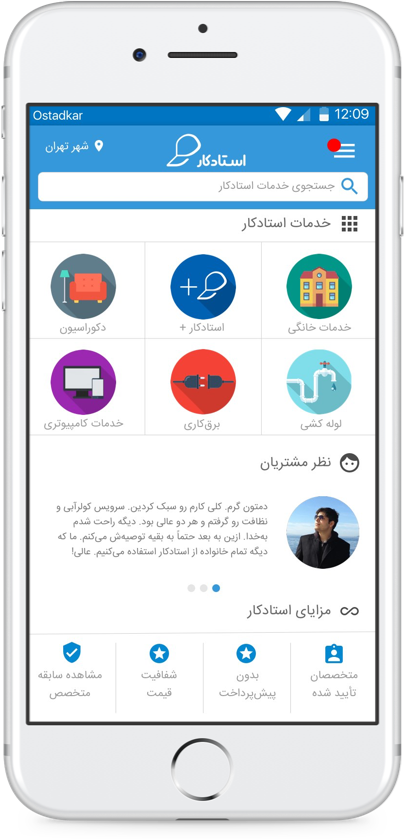 Ostadkar 12:09
شهر تهران
استادکار
جستجوی خدمات استادکار
خدمات استادکار
خدمات خانگی
استادکار +
دکوراسیون
لوله کشی
برق‌کاری
خدمات کامپیوتری
نظر مشتریان
دمتون گرم. کلی کارم رو سبک کردین. سرویس کولرآبی و
نظافت رو گرفتم و هر دو عالی بود. دیگه راحت شدم
به‌خدا. ازین به بعد حتماً به بقیه توصیه‌ش می‌کنم. ما که
دیگه تمام خانواده از استادکار استفاده می‌کنیم. عالی!
مزایای استادکار
متخصصان
تأیید شده
بدون
پیش‌پرداخت
شفافیت
قیمت
مشاهده سابقه
متخصص